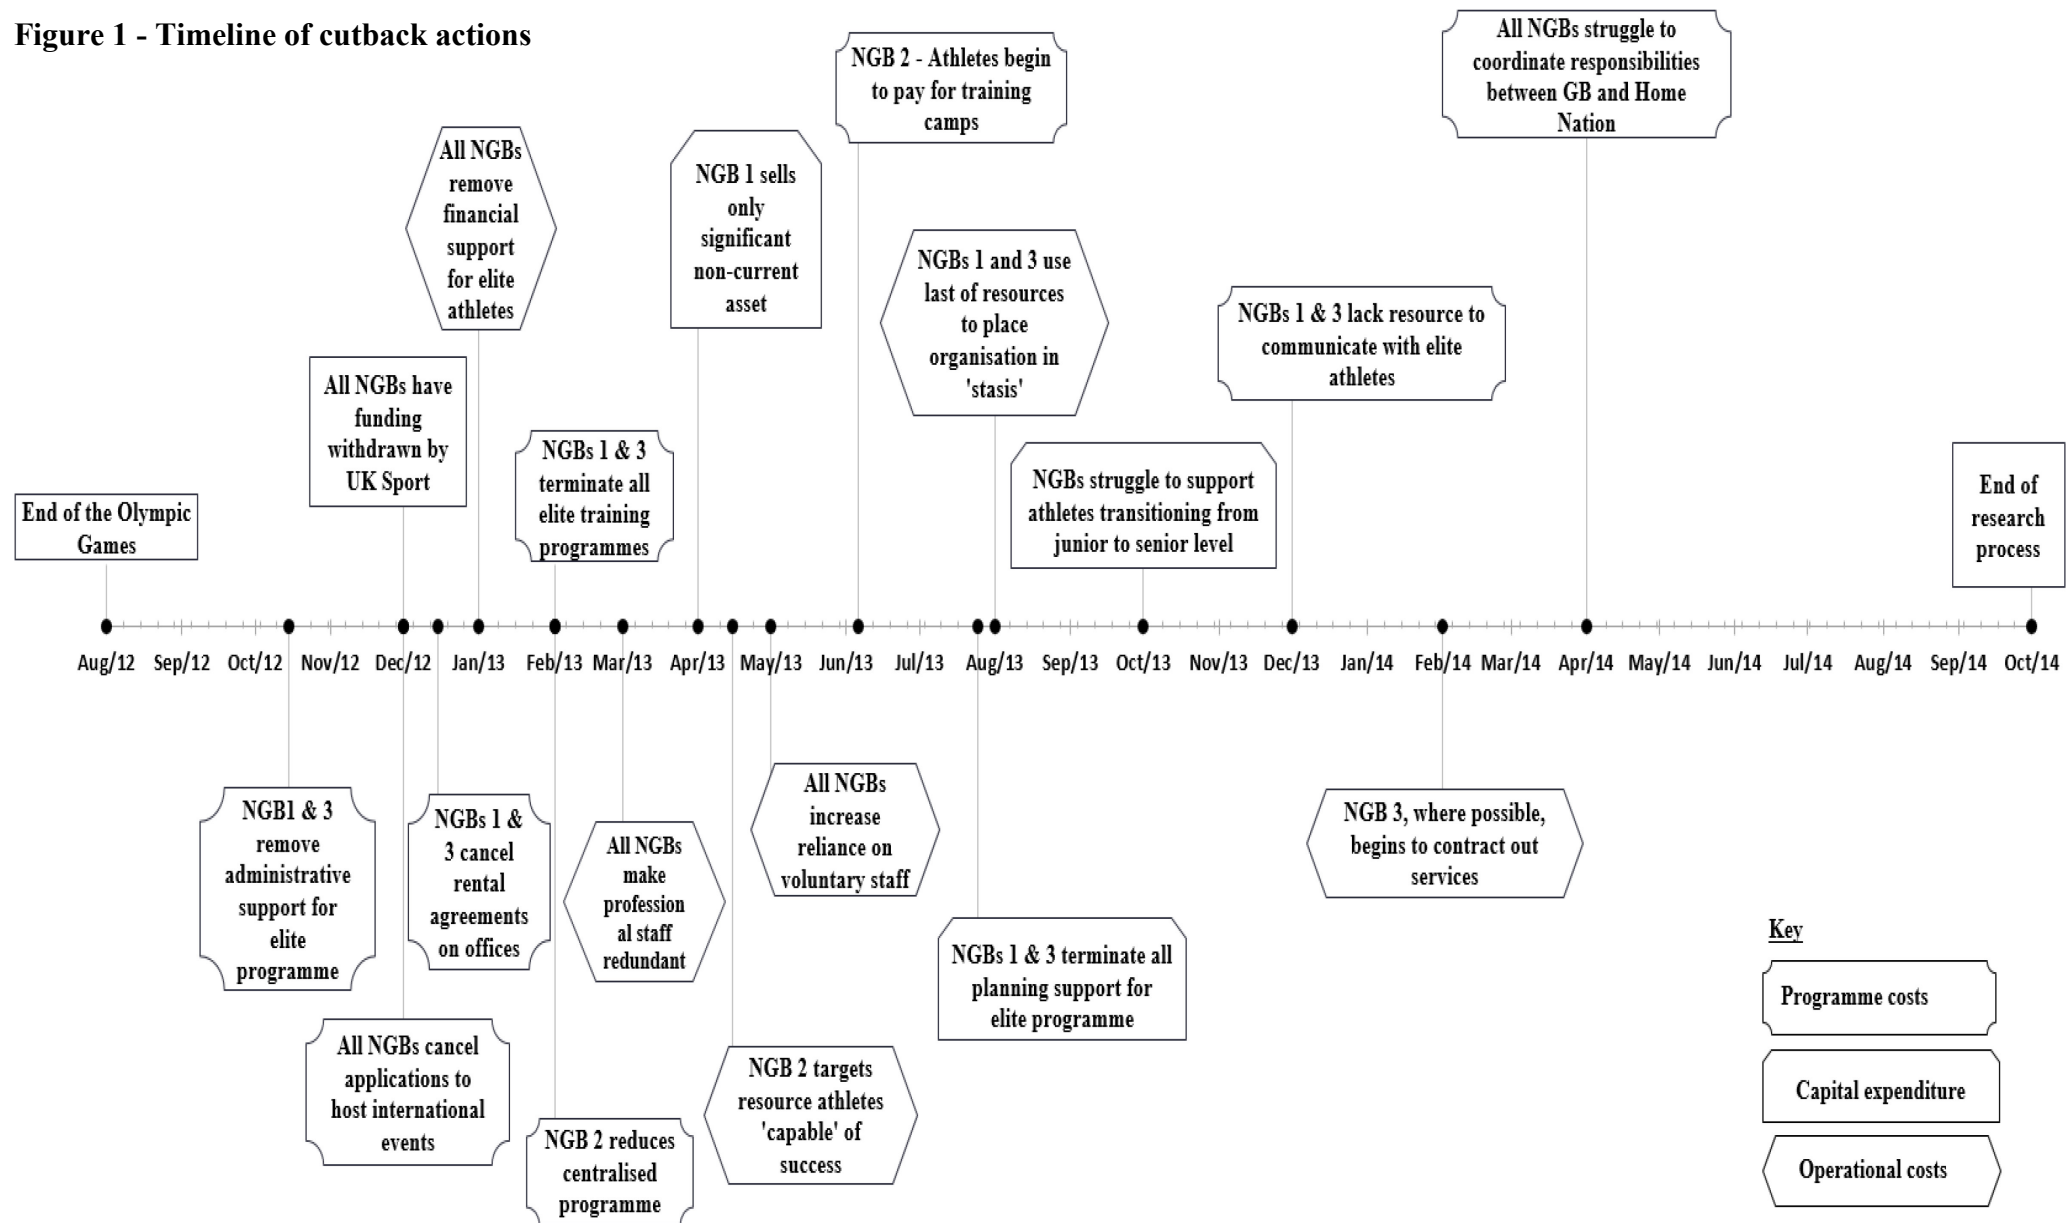 Figure 1 - Timeline of cutback actions
End of the Olympic
Games
All NGBs have
funding
withdrawn by
UK Sport
All NGBs
remove
financial
support
for elite
athletes
NGBs 1 & 3
terminate all
elite training
programmes
NGB 1 sells
only
significant
non-current
asset
NGB 2 - Athletes begin
to pay for training
camps
NGBs 1 and 3 use
last of resources
to place
organisation in
'stasis'
NGBs struggle to support
athletes transitioning from
junior to senior level
NGBs 1 & 3 lack resource to
communicate with elite
athletes
All NGBs struggle to
coordinate responsibilities
between GB and Home
Nation
End of
research
process
Aug/12 Sep/12 Oct/12 Nov/12 Dec/12 Jan/13 Feb/13 Mar/13 Apr/13 May/13 Jun/13 Jul/13 Aug/13 Sep/13 Oct/13 Nov/13 Dec/13 Jan/14 Feb/14 Mar/14 Apr/14 May/14 Jun/14 Jul/14 Aug/14 Sep/14 Oct/14
NGB1 & 3
remove
administrative
support for
elite
programme
All NGBs cancel
applications to
host international
events
NGBs 1 &
3 cancel
rental
agreements
on offices
NGB 2 reduces
centralised
programme
All NGBs
make
profession
al staff
redundant
NGB 2 targets
resource athletes
'capable' of
success
All NGBs
increase
reliance on
voluntary staff
NGBs 1 & 3 terminate all
planning support for
elite programme
NGB 3, where possible,
begins to contract out
services
Key
Programme costs
Capital expenditure
Operational costs